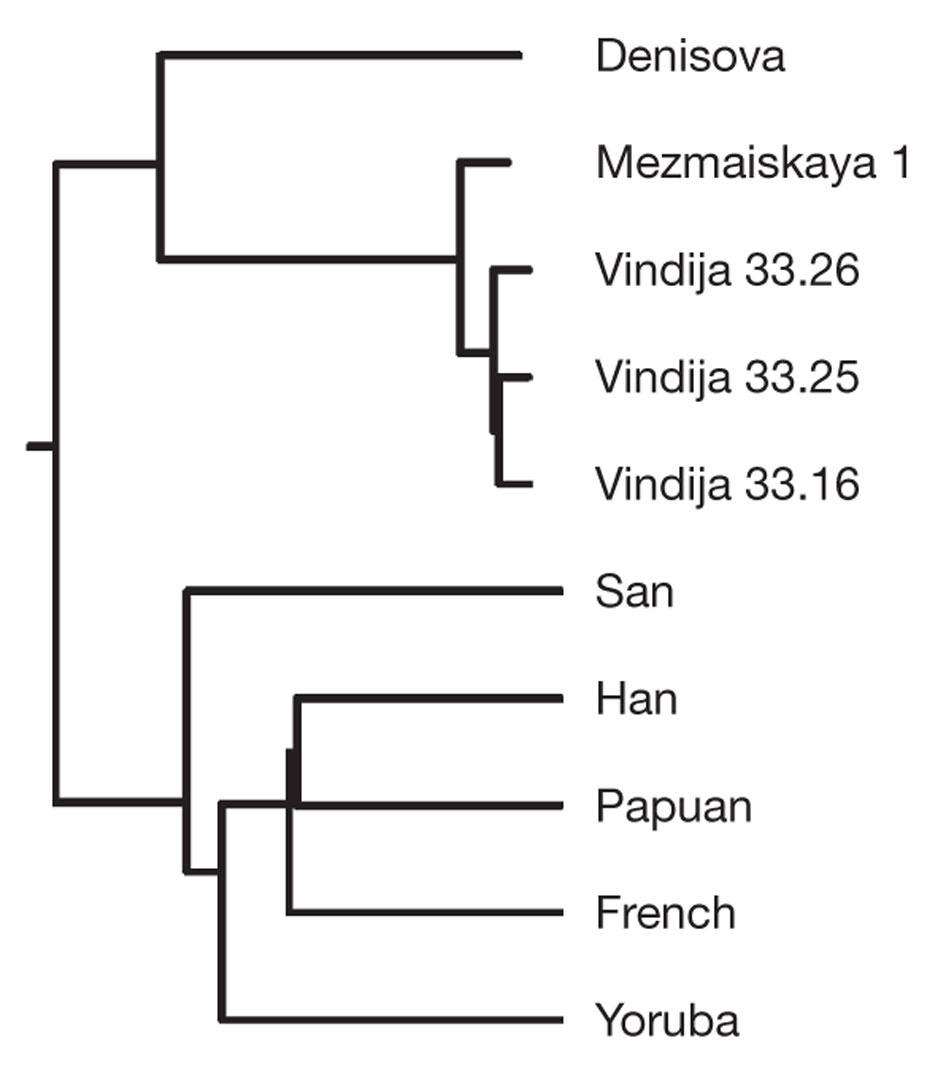 Denisova
Mezmaiskaya 1
Vindija 33.26
Vindija 33.25
Vindija 33.16
San
Han
Papuan
French
Yoruba